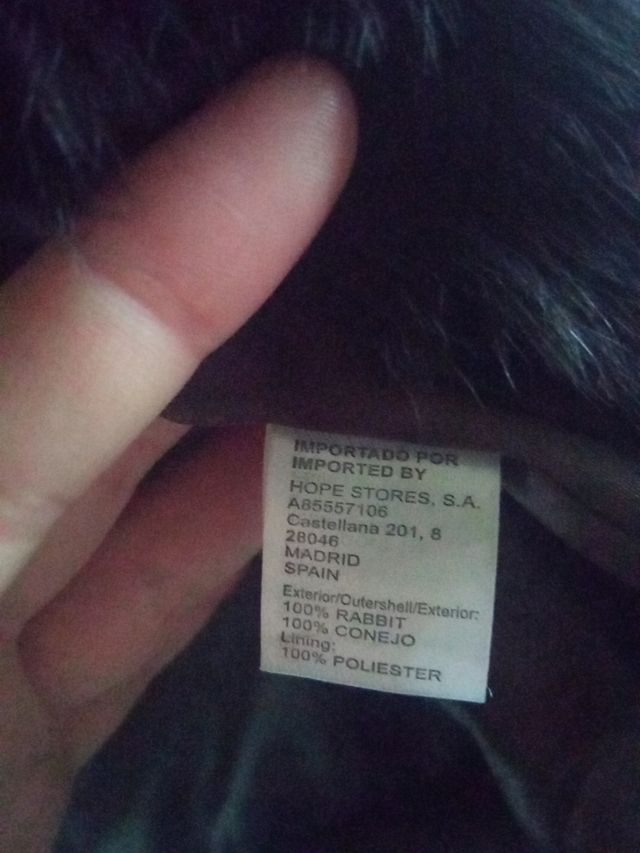 IMPORTADO POR
IMPORTED BY
HOPE STORES, S.A.
A85557106
Castellana 201, 8
28046
MADRID
SPAIN
Exterior/Outershell/Exterior:
100% RABBIT
100% CONEJO
Lining:
100% POLIESTER